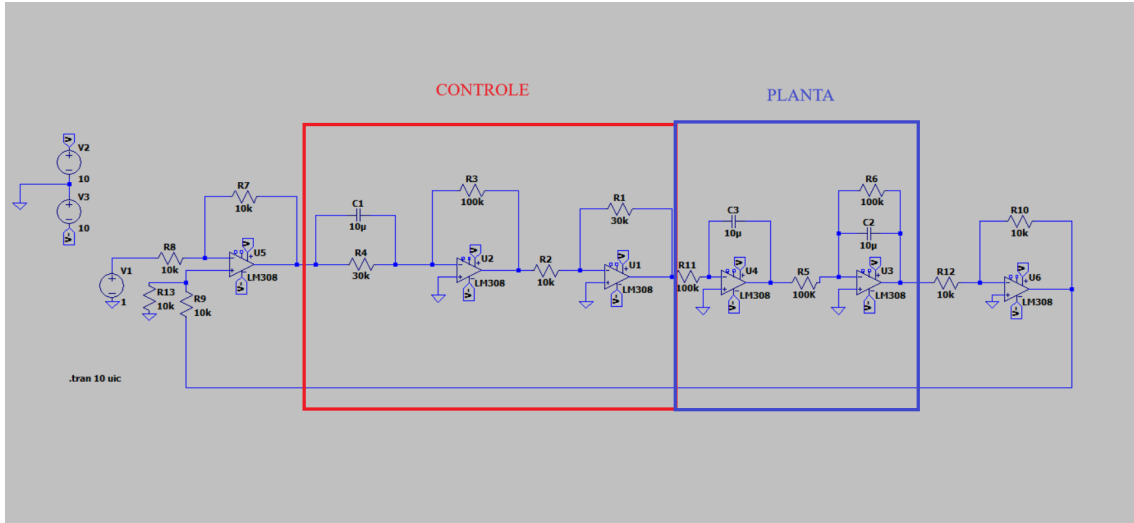 CONTROLE
PLANTA
V
V2
10
V3
10
V-
V1
1
.tran 10 uic
R7
10k
R8
10k
R13
10k
R9
10k
V
U5
LM308
V-
C1
10µ
R4
30k
R3
100k
V
U2
LM308
V-
R2
10k
R1
30k
V
U1
LM308
V-
R11
100k
C3
10µ
V
U4
LM308
V-
R5
100K
R6
100k
C2
10µ
V
U3
LM308
V-
R12
10k
R10
10k
V
U6
LM308
V-